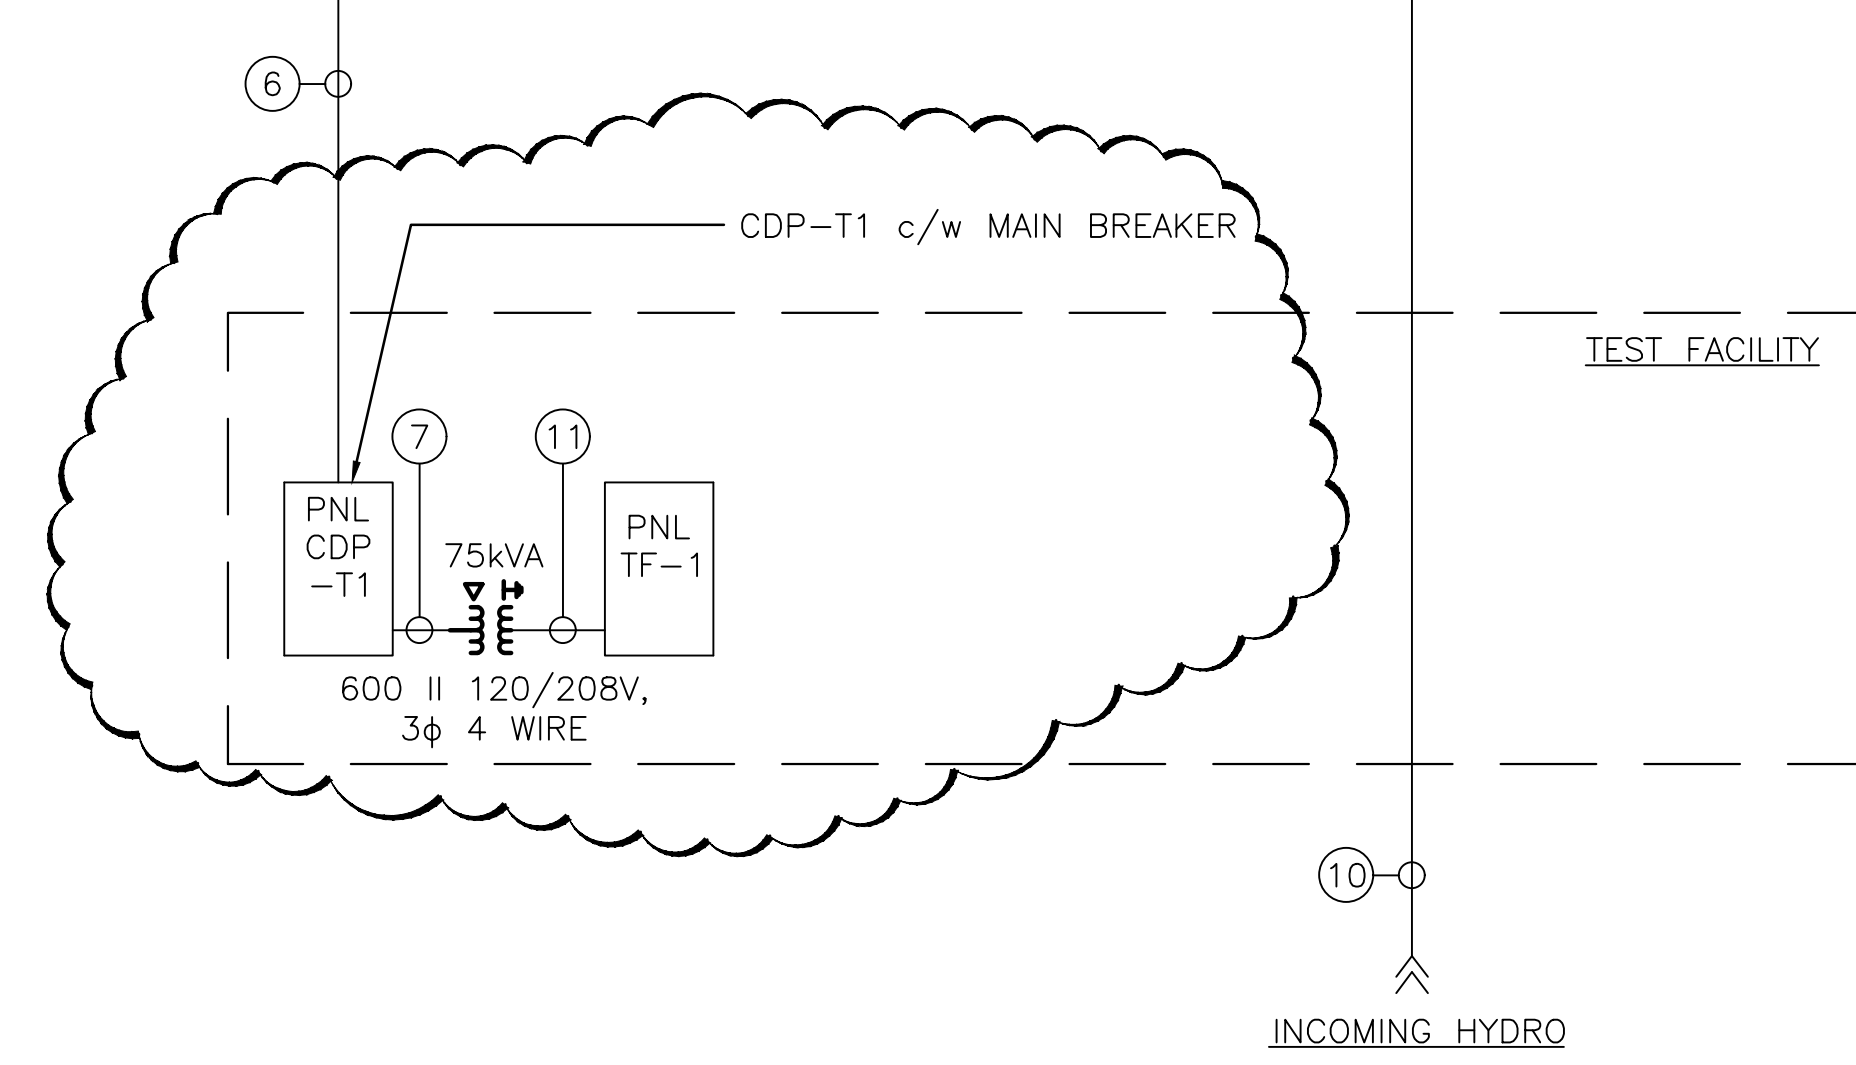 6
CDP-T1 c/w MAIN BREAKER
TEST FACILITY
7
11
PNL
CDP
-T1
PNL
TF-1
75kVA
600 II 120/208V,
3ϕ 4 WIRE
10
INCOMING HYDRO